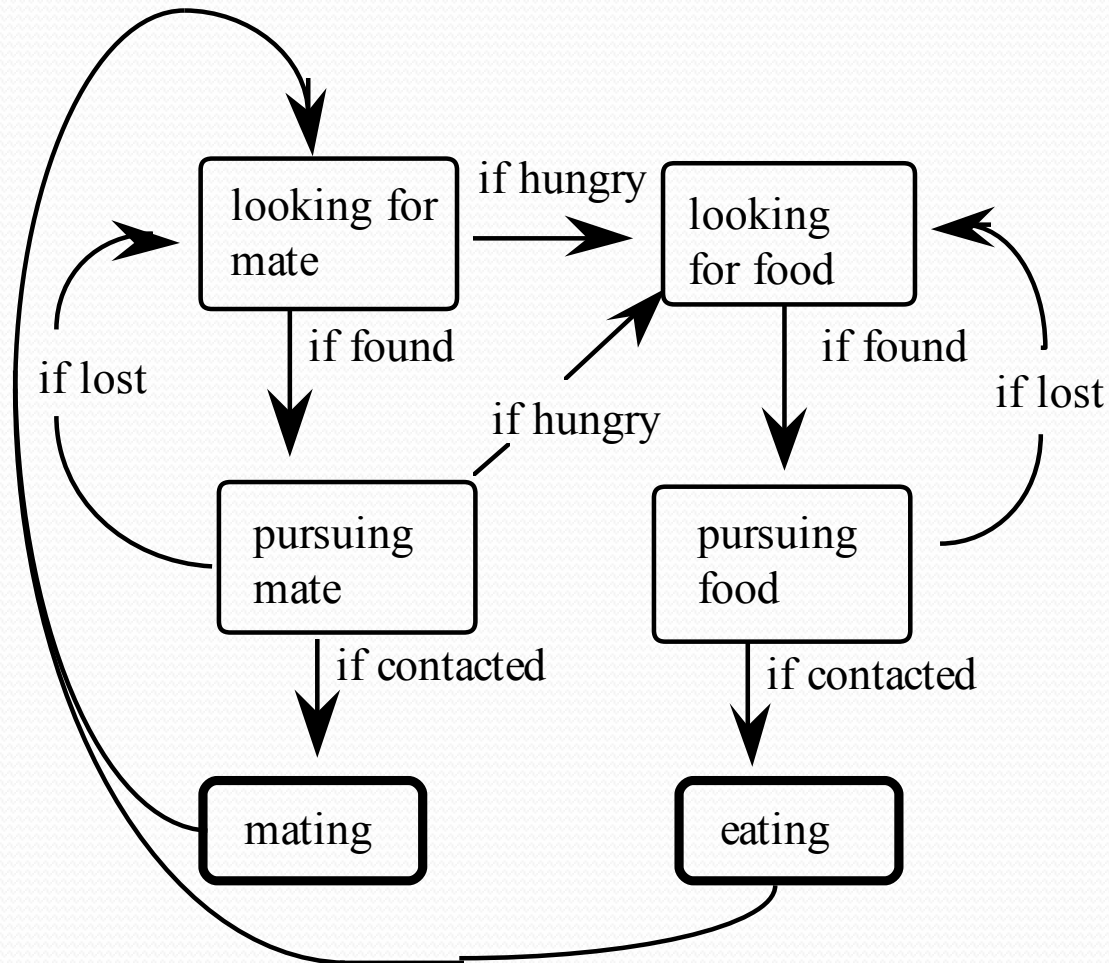 looking for
mate
if hungry
looking
for food
if found
if found
if lost
if lost
if hungry
pursuing
mate
pursuing
food
if contacted
if contacted
mating
eating